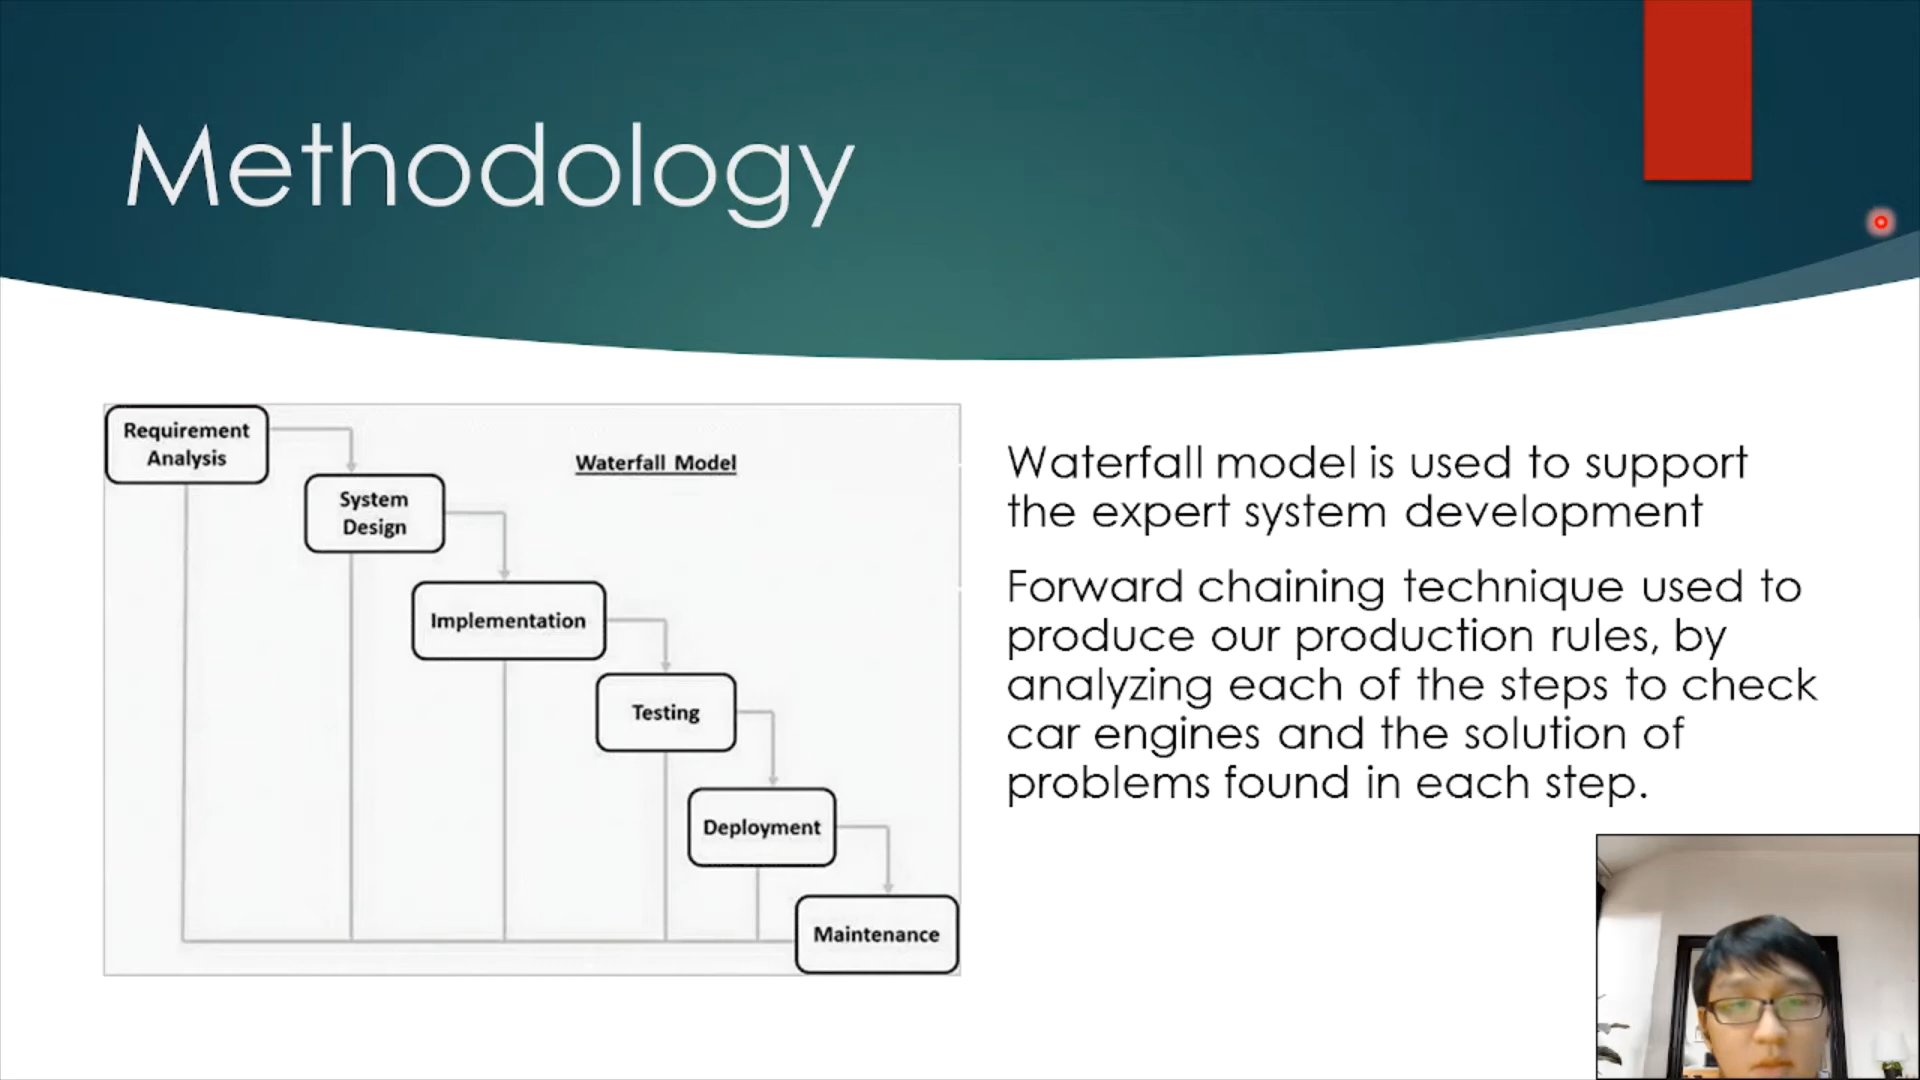 Methodology
Requirement
Analysis
Waterfall Model
System
Design
Implementation
Testing
Deployment
Maintenance
Waterfall model is used to support
the expert system development
Forward chaining technique used to
produce our production rules, by
analyzing each of the steps to check
car engines and the solution of
problems found in each step.